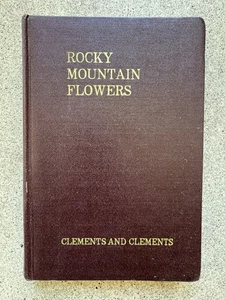 ROCKY
MOUNTAIN
FLOWERS
CLEMENTS AND CLEMENTS